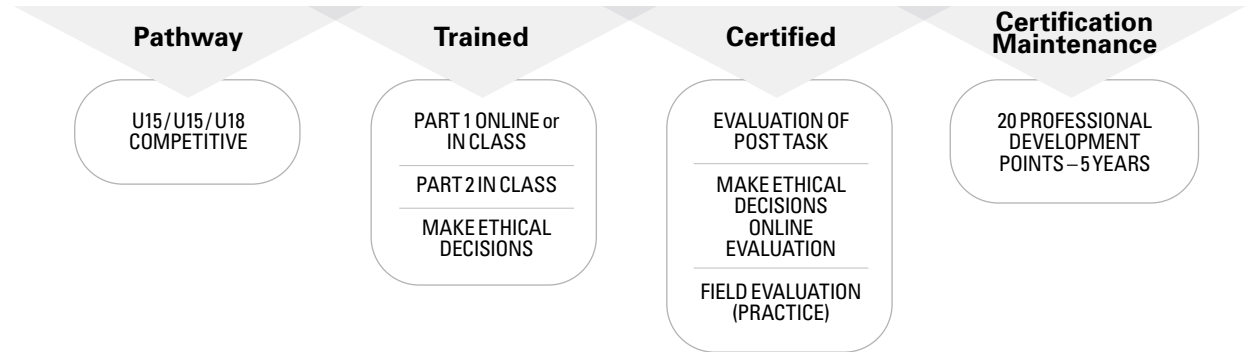 Pathway
U15/U15/U18
COMPETITIVE
Trained
PART 1 ONLINE or
IN CLASS
PART 2 IN CLASS
MAKE ETHICAL
DECISIONS
Certified
EVALUATION OF
POST TASK
MAKE ETHICAL
DECISIONS
ONLINE
EVALUATION
FIELD EVALUATION
(PRACTICE)
Certification
Maintenance
20 PROFESSIONAL
DEVELOPMENT
POINTS – 5 YEARS